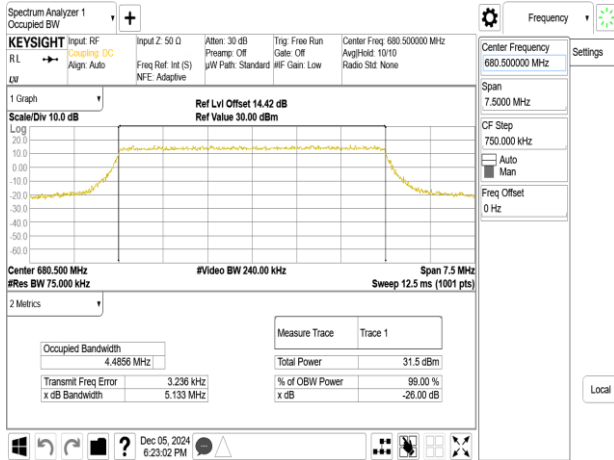 Spectrum Analyzer 1
Occupied BW
+
Frequency
KEYSIGHT
RL
LXI
Input: RF
Coupling: DC
Align: Auto
Input Z: 50 Ω
Freq Ref: Int (S)
NFE: Adaptive
Atten: 30 dB
Preamp: Off
µW Path: Standard
Trig: Free Run
Gate: Off
#IF Gain: Low
Center Freq: 680.500000 MHz
Avg|Hold: 10/10
Radio Std: None
Center Frequency
680.500000 MHz
Settings
Span
7.5000 MHz
CF Step
750.000 kHz
Auto
Man
Freq Offset
0 Hz
Local
1 Graph
Scale/Div 10.0 dB
Ref Lvl Offset 14.42 dB
Ref Value 30.00 dBm
Log
20.0
10.0
0.00
-10.0
-20.0
-30.0
-40.0
-50.0
-60.0
Center 680.500 MHz
#Res BW 75.000 kHz
#Video BW 240.00 kHz
Span 7.5 MHz
Sweep 12.5 ms (1001 pts)
2 Metrics
Measure Trace Trace 1
Occupied Bandwidth
4.4856 MHz
Total Power 31.5 dBm
Transmit Freq Error 3.236 kHz
% of OBW Power 99.00 %
x dB Bandwidth 5.133 MHz
x dB -26.00 dB
?
Dec 05, 2024
6:23:02 PM